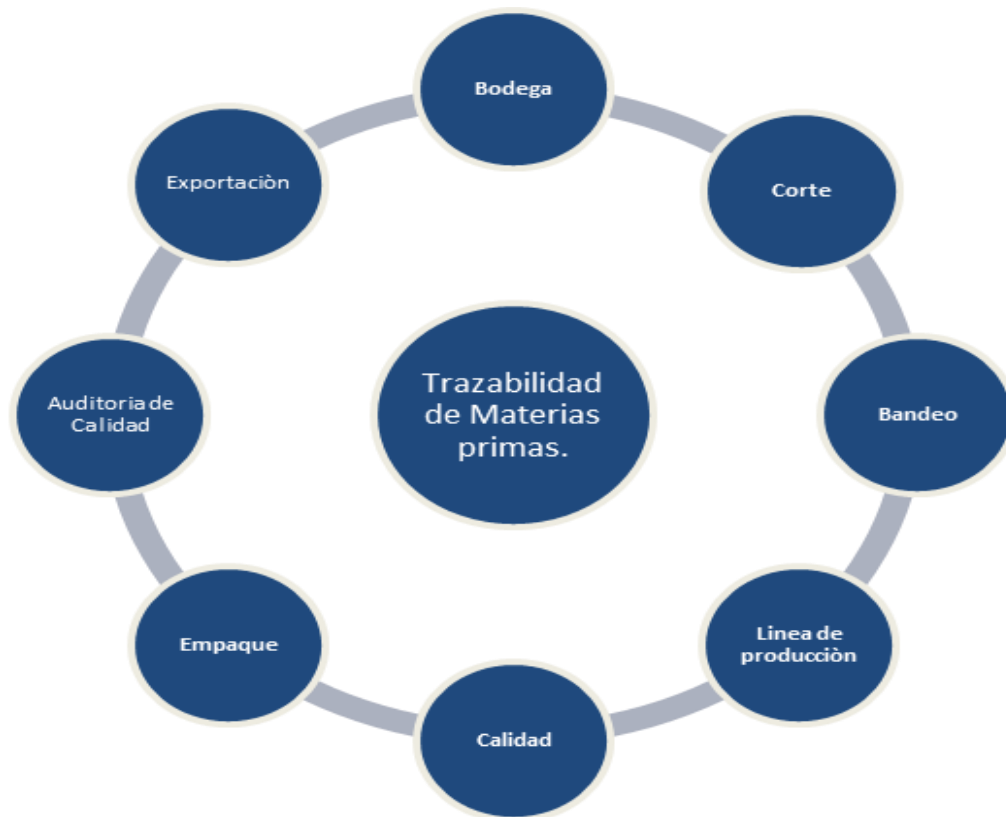 Bodega
Corte
Bandeo
Linea de
producciòn
Calidad
Empaque
Auditoria de
Calidad
Exportaciòn
Trazabilidad
de Materias
primas.